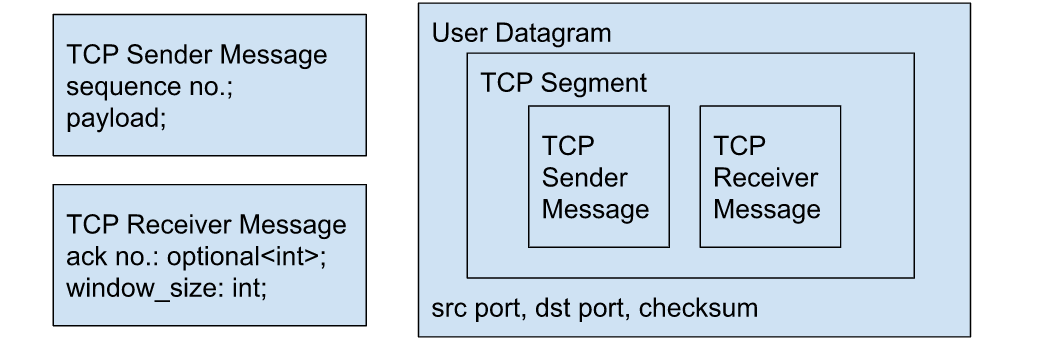 TCP Sender Message
sequence no.;
payload;
TCP Receiver Message
ack no.: optional<int>;
window_size: int;
User Datagram
TCP Segment
TCP
Sender
Message
TCP
Receiver
Message
src port, dst port, checksum